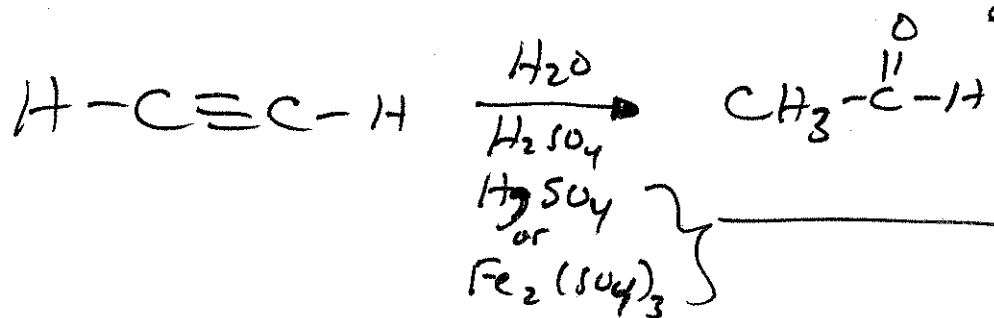 H-C≡C-H H2O CH3-C-H
O
H2SO4
HgSO4
or
Fe2(SO4)3